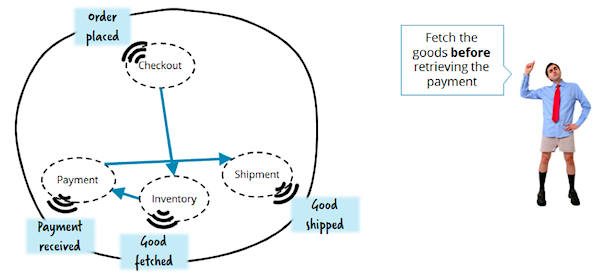 Order
placed
Checkout
Fetch the
goods before
retrieving the
payment
Payment
Inventory
Shipment
Payment
received
Good
fetched
Good
shipped